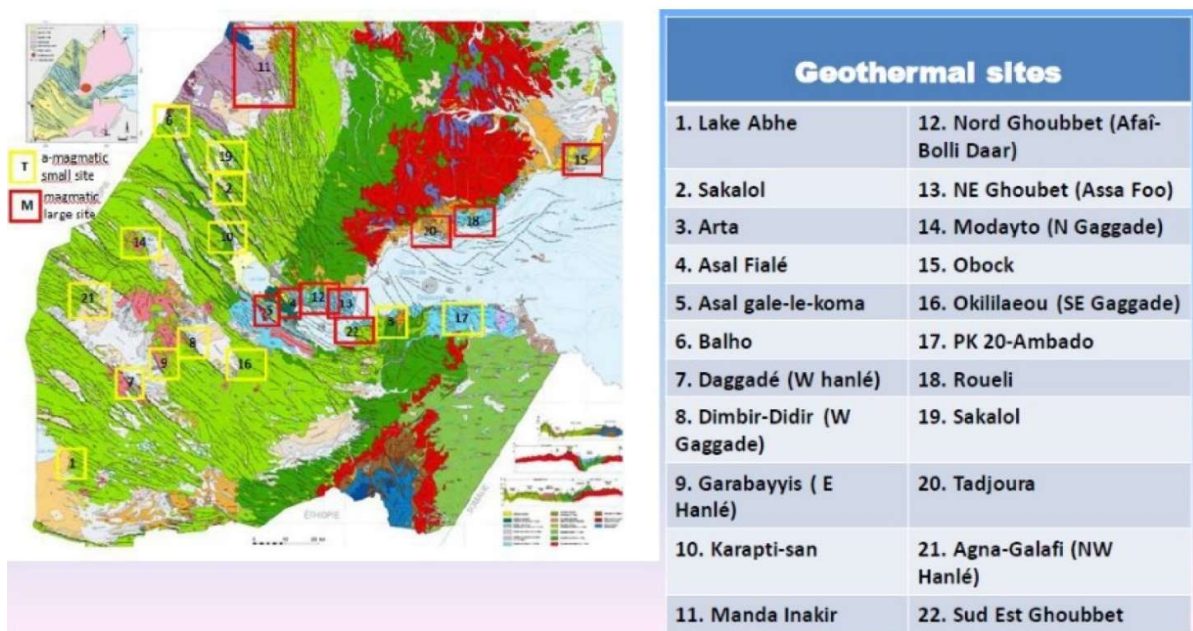 11
6
T
a-magmatic
small site
19
15
M
magmatic
large site
2
18
20
10
14
12
4
13
21
5
3
17
22
8
9
16
7
1
ÉTHIOPIE
SOMALIE
Geothermal sites
1. Lake Abhe
12. Nord Ghoubbet (Afaî-
Bolli Daar)
2. Sakalol
13. NE Ghoubet (Assa Foo)
3. Arta
14. Modayto (N Gaggade)
4. Asal Fialé
15. Obock
5. Asal gale-le-koma
16. Okililaeou (SE Gaggade)
6. Balho
17. PK 20-Ambado
7. Daggadé (W hanlé)
18. Roueli
8. Dimbir-Didir (W
Gaggade)
19. Sakalol
9. Garabayyis ( E
Hanlé)
20. Tadjoura
10. Karapti-san
21. Agna-Galafi (NW
Hanlé)
11. Manda Inakir
22. Sud Est Ghoubbet